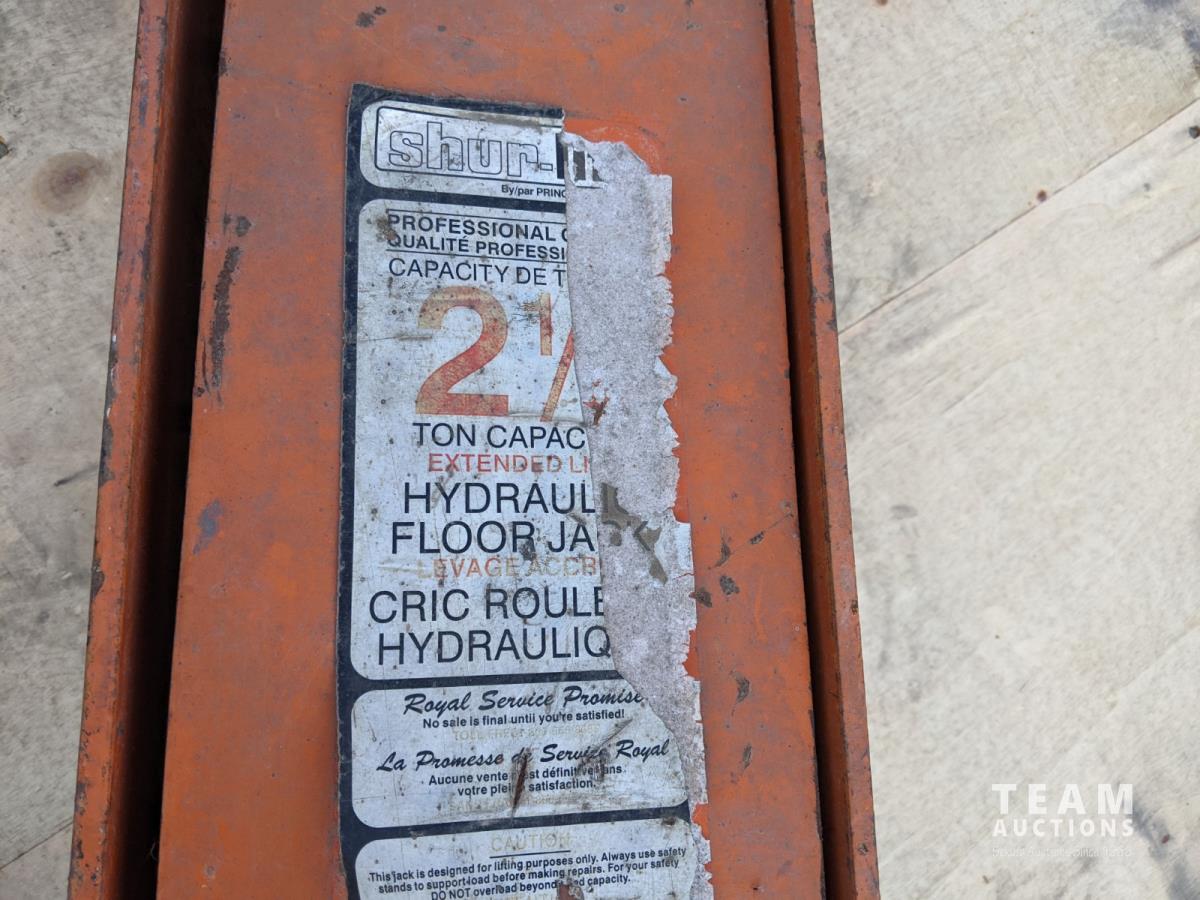 shur-
By/par PRINC
PROFESSIONAL
QUALITÉ PROFESSI
CAPACITY DE T
2 1/
TON CAPAC
EXTENDED LI
HYDRAUL
FLOOR JA
LEVAGE ACCR
CRIC ROULE
HYDRAULIQ
Royal Service Promise
No sale is final until you're satisfied!
TOLL FREE
La Promesse de Service Royal
Aucune vente est définitive sans
votre pleine satisfaction.
CAUTION
This jack is designed for lifting purposes only. Always use safety
stands to support load before making repairs. For your safety
DO NOT overload beyond capacity.
TEAM
AUCTIONS